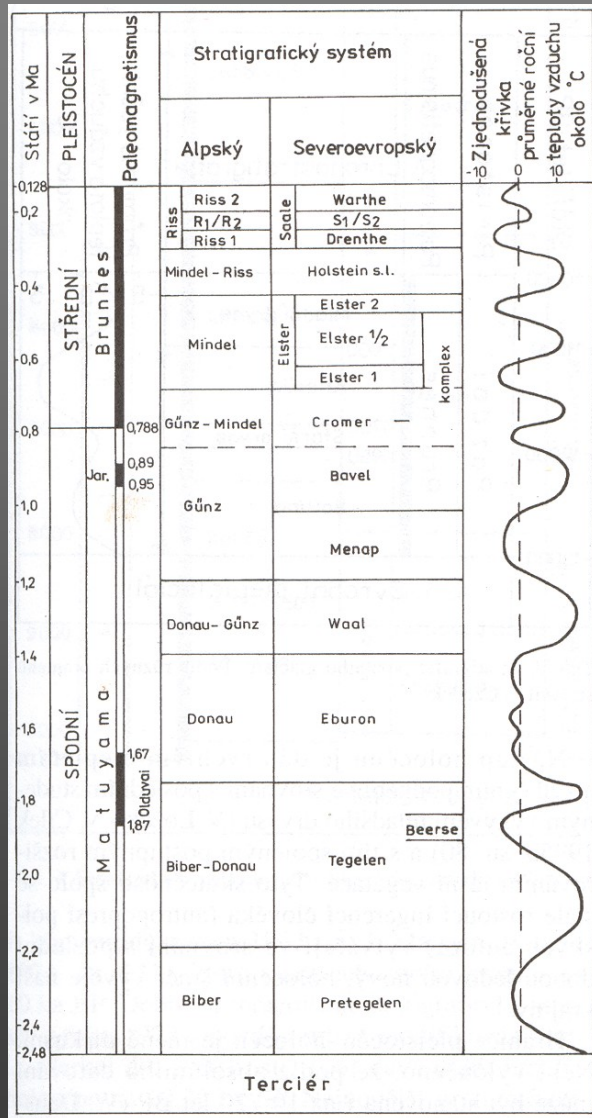 Stáří v Ma
PLEISTOCÉN
Paleomagnetismus
Stratigrafický systém
Alpský
Severoevropský
Zjednodušená
křivka
průměrné roční
teploty vzduchu
okolo °C
-10 0 10
0,128
0,2
0,4
0,6
0,8
1,0
1,2
1,4
1,6
1,8
2,0
2,2
2,4
2,48
STŘEDNÍ
SPODNÍ
Brunhes
Matuyama
Jar.
Olduvai
0,788
0,89
0,95
1,67
1,87
Riss
Riss 2
R1/R2
Riss 1
Saale
Warthe
S1/S2
Drenthe
Mindel - Riss
Holstein s.l.
Mindel
Elster
Elster 2
Elster 1/2
Elster 1
komplex
Günz - Mindel
Cromer
Bavel
Günz
Menap
Donau - Günz
Waal
Donau
Eburon
Beerse
Biber-Donau
Tegelen
Biber
Pretegelen
Terciér